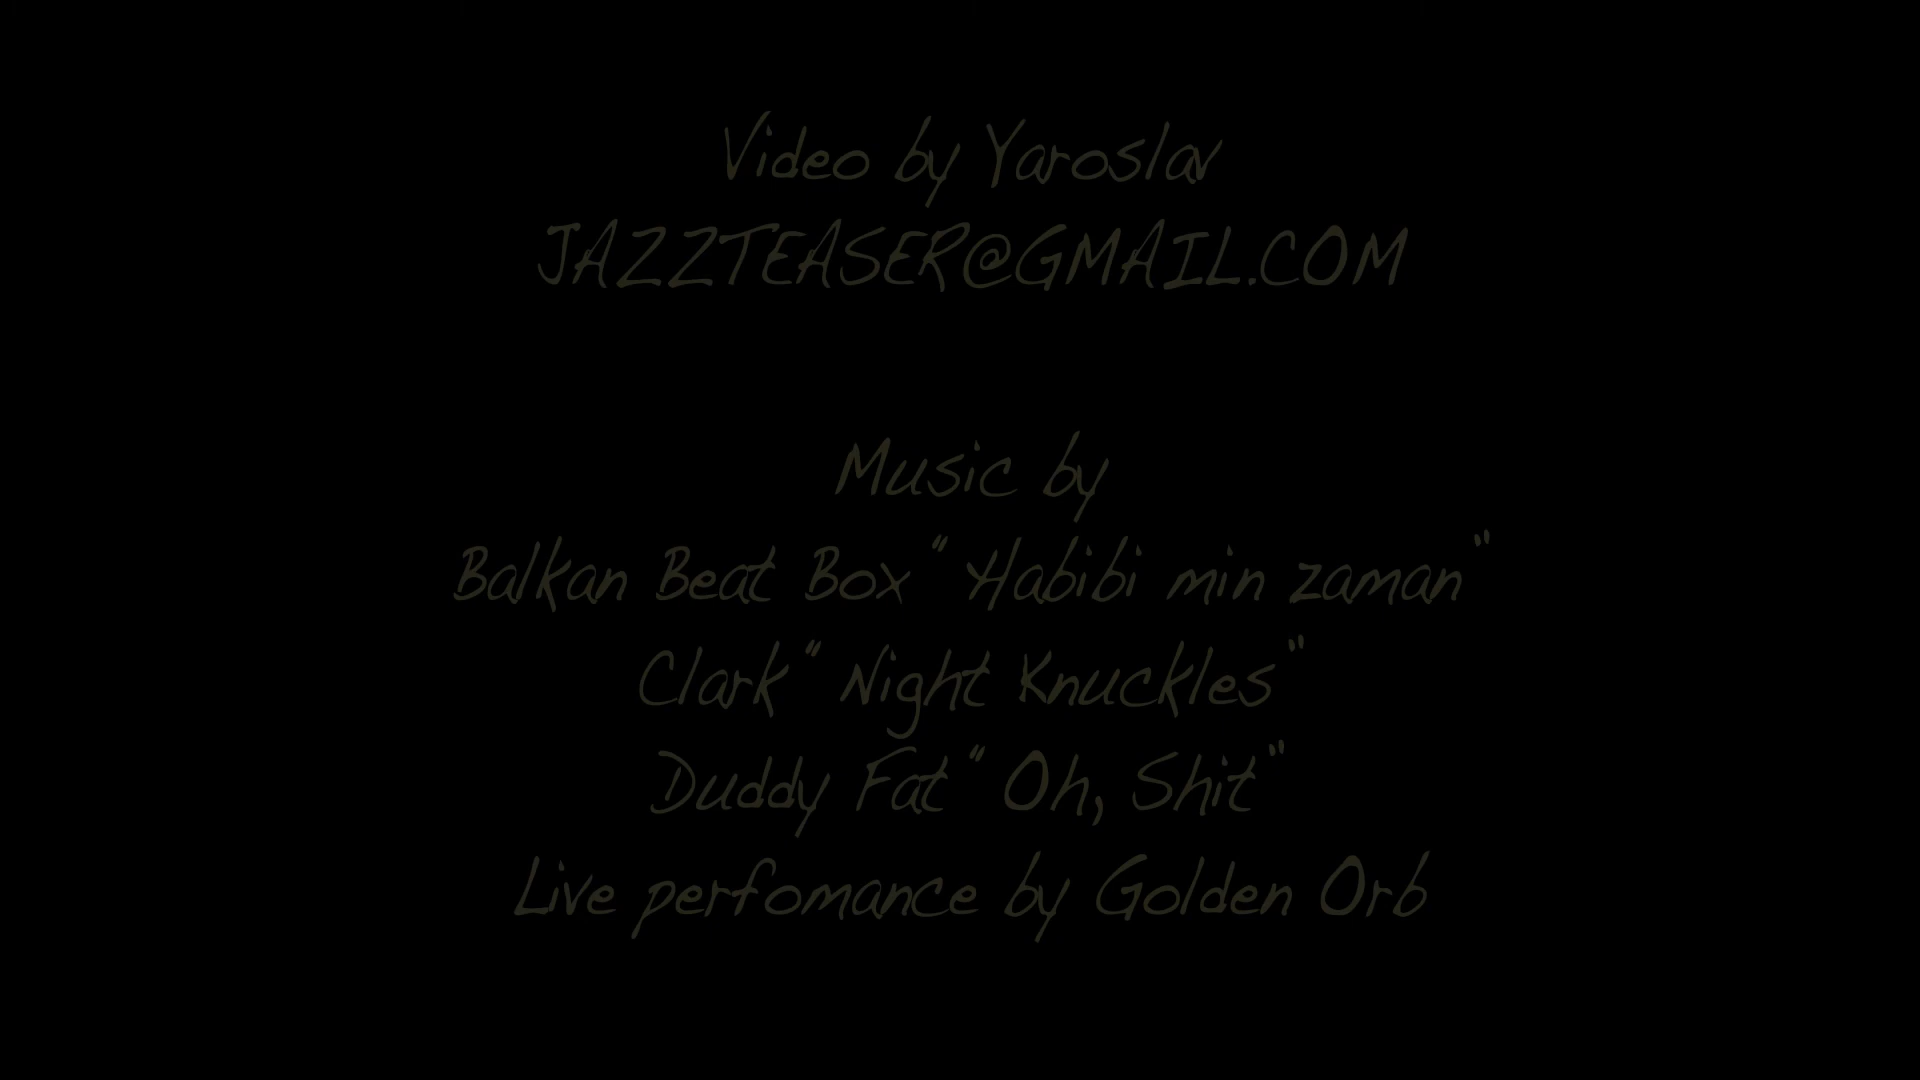 Video by Yaroslav
JAZZTEASER@GMAIL.COM
Music by
Balkan Beat Box " Habibi min zaman"
Clark " Night Knuckles"
Duddy Fat " Oh, Shit"
Live perfomance by Golden Orb